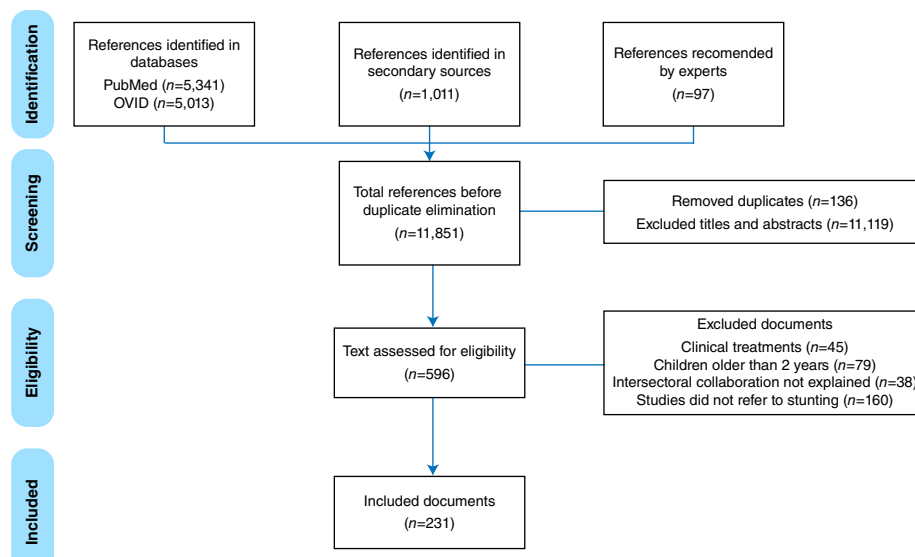 Identification
References identified in
databases
PubMed (n=5,341)
OVID (n=5,013)
References identified in
secondary sources
(n=1,011)
References recomended
by experts
(n=97)
Screening
Total references before
duplicate elimination
(n=11,851)
Removed duplicates (n=136)
Excluded titles and abstracts (n=11,119)
Eligibility
Text assessed for eligibility
(n=596)
Excluded documents
Clinical treatments (n=45)
Children older than 2 years (n=79)
Intersectoral collaboration not explained (n=38)
Studies did not refer to stunting (n=160)
Included
Included documents
(n=231)